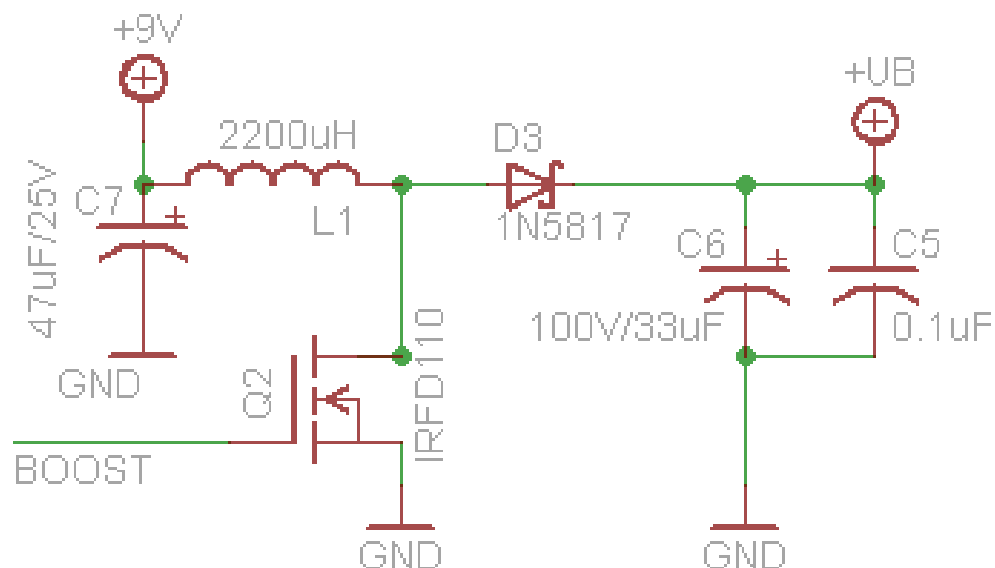 +9V
+UB
2200uH
D3
C7
47uF/25V
L1
1N5817
C6
C5
100V/33uF
0.1uF
GND
Q2
IRFD110
BOOST
GND
GND